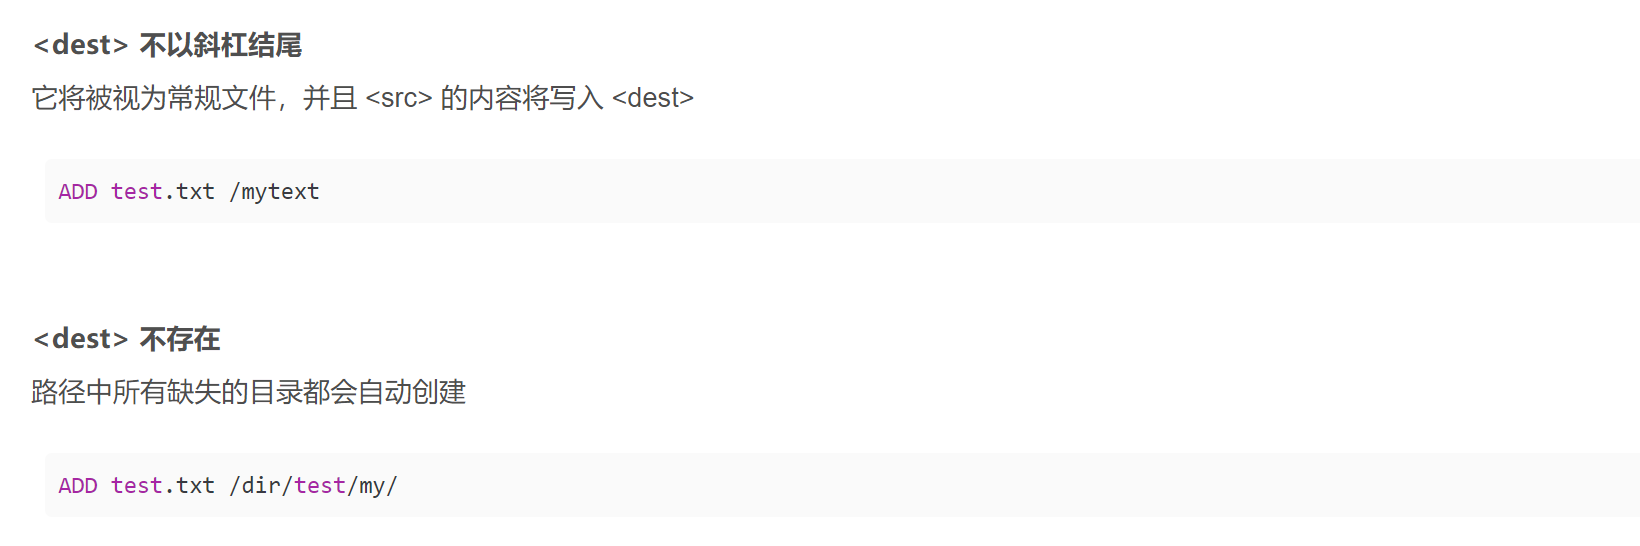 <dest> 不以斜杠结尾
它将被视为常规文件，并且 <src> 的内容将写入 <dest>
ADD test.txt /mytext
<dest> 不存在
路径中所有缺失的目录都会自动创建
ADD test.txt /dir/test/my/